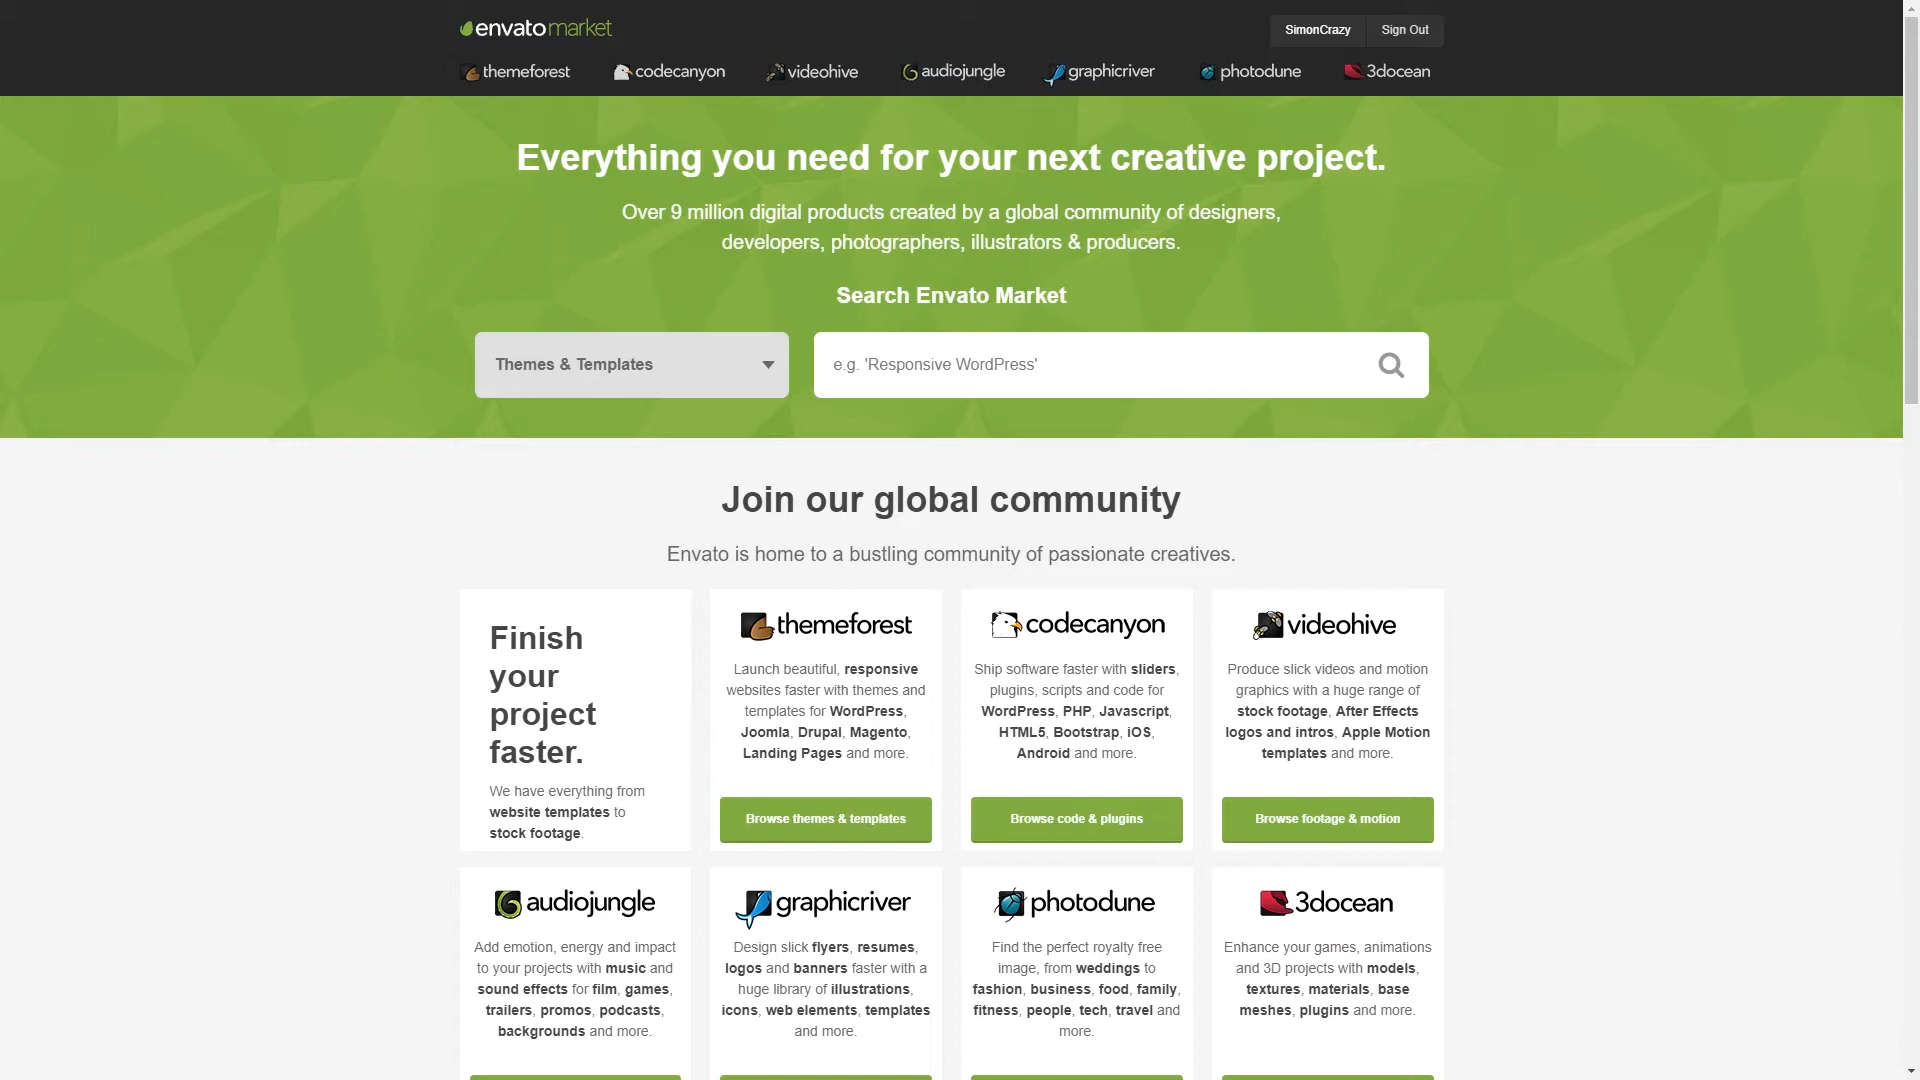 envato market
SimonCrazy
Sign Out
themeforest
codecanyon
videohive
audiojungle
graphicriver
photodune
3docean
Everything you need for your next creative project.
Over 9 million digital products created by a global community of designers,
developers, photographers, illustrators & producers.
Search Envato Market
Themes & Templates
e.g. 'Responsive WordPress'
Join our global community
Envato is home to a bustling community of passionate creatives.
Finish
your
project
faster.
We have everything from
website templates to
stock footage.
themeforest
Launch beautiful, responsive
websites faster with themes and
templates for WordPress,
Joomla, Drupal, Magento,
Landing Pages and more.
Browse themes & templates
codecanyon
Ship software faster with sliders,
plugins, scripts and code for
WordPress, PHP, Javascript,
HTML5, Bootstrap, iOS,
Android and more.
Browse code & plugins
videohive
Produce slick videos and motion
graphics with a huge range of
stock footage, After Effects
logos and intros, Apple Motion
templates and more.
Browse footage & motion
audiojungle
Add emotion, energy and impact
to your projects with music and
sound effects for film, games,
trailers, promos, podcasts,
backgrounds and more.
graphicriver
Design slick flyers, resumes,
logos and banners faster with a
huge library of illustrations,
icons, web elements, templates
and more.
photodune
Find the perfect royalty free
image, from weddings to
fashion, business, food, family,
fitness, people, tech, travel and
more.
3docean
Enhance your games, animations
and 3D projects with models,
textures, materials, base
meshes, plugins and more.